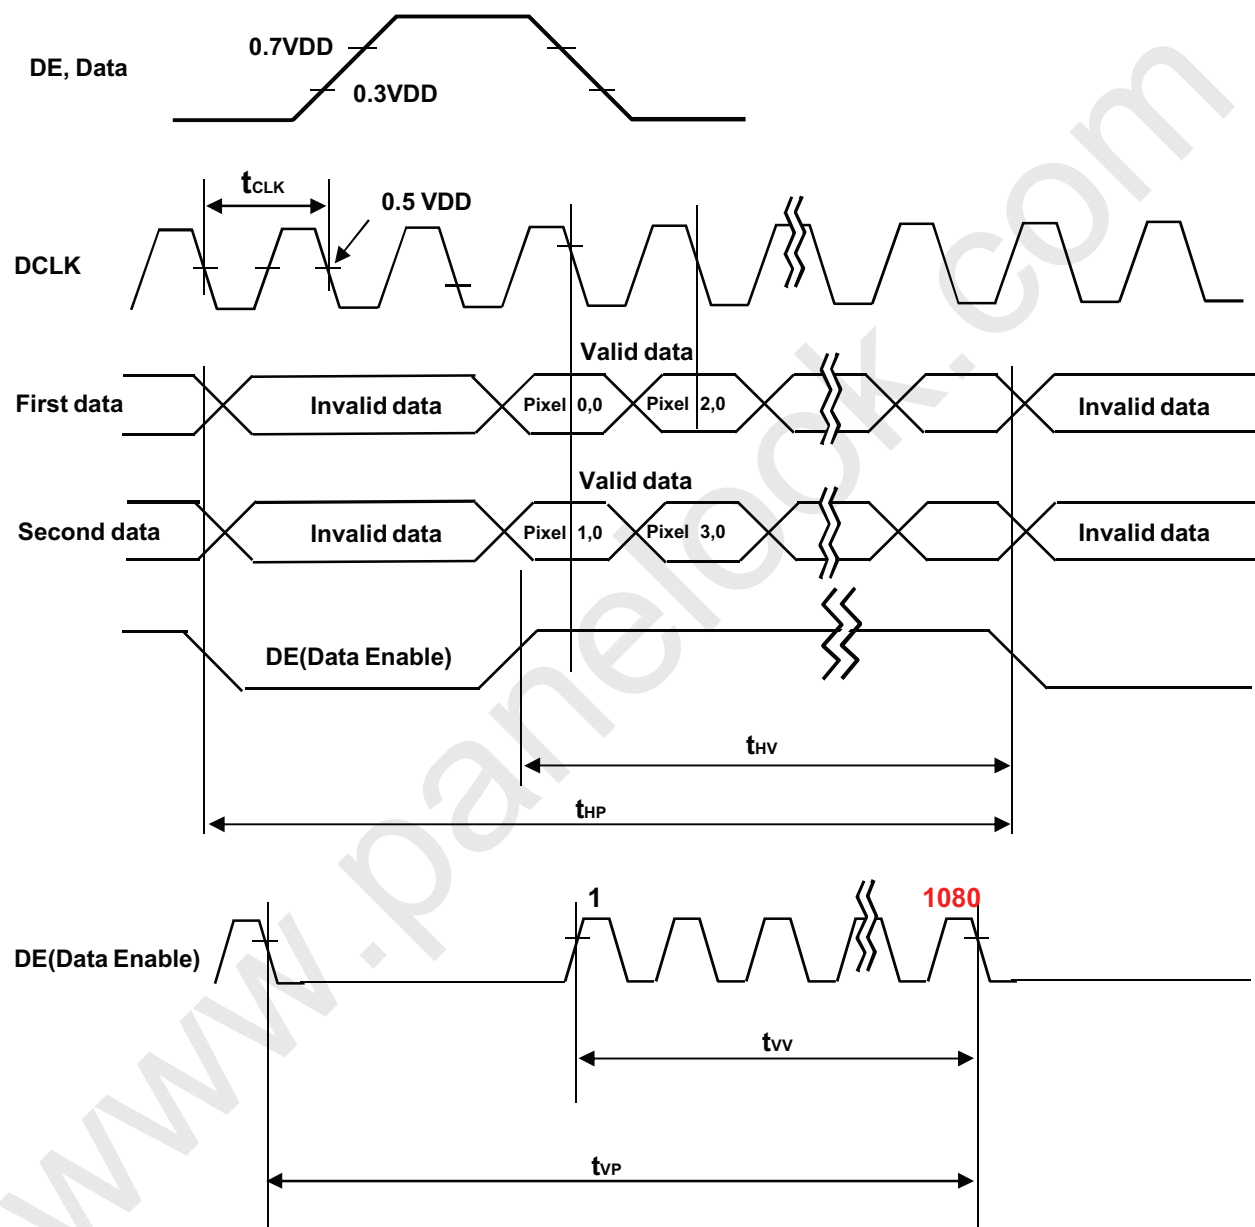 0.7VDD
DE, Data
0.3VDD
tCLK
0.5 VDD
DCLK
Valid data
First data
Invalid data
Pixel 0,0
Pixel 2,0
Invalid data
Valid data
Second data
Invalid data
Pixel 1,0
Pixel 3,0
Invalid data
DE(Data Enable)
tHV
tHP
1
1080
DE(Data Enable)
tVV
tVP
www.panelook.com